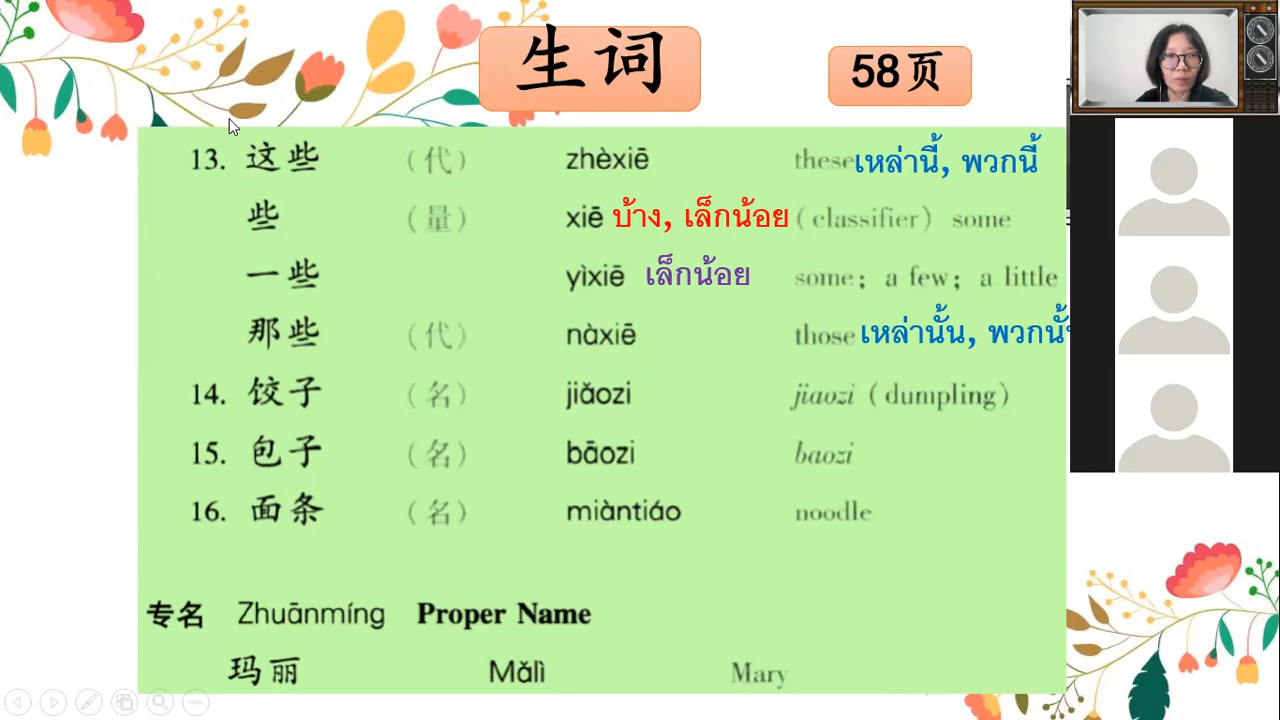 生词
58页
13. 这些 （代） zhèxiē these เหล่านี้, พวกนี้
些 （量） xiē บ้าง, เล็กน้อย （classifier） some
一些 yìxiē เล็กน้อย some; a few; a little
那些 （代） nàxiē those เหล่านั้น, พวกนั้
14. 饺子 （名） jiǎozi jiaozi（dumpling）
15. 包子 （名） bāozi baozi
16. 面条 （名） miàntiáo noodle
专名 Zhuānmíng Proper Name
玛丽 Mǎlì Mary